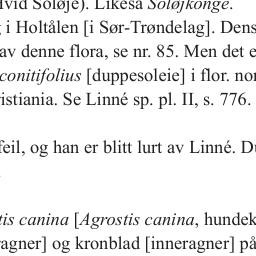 vid Soløje). Likeså Soløjkonge.
i Holtålen [i Sør-Trøndelag]. Dens
av denne flora, se nr. 85. Men det e
conitifolius [duppesoleie] i flor. nor
istiania. Se Linné sp. pl. II, s. 776.
feil, og han er blitt lurt av Linné. Du
tis canina [Agrostis canina, hundek
ragner] og kronblad [inneragner] på